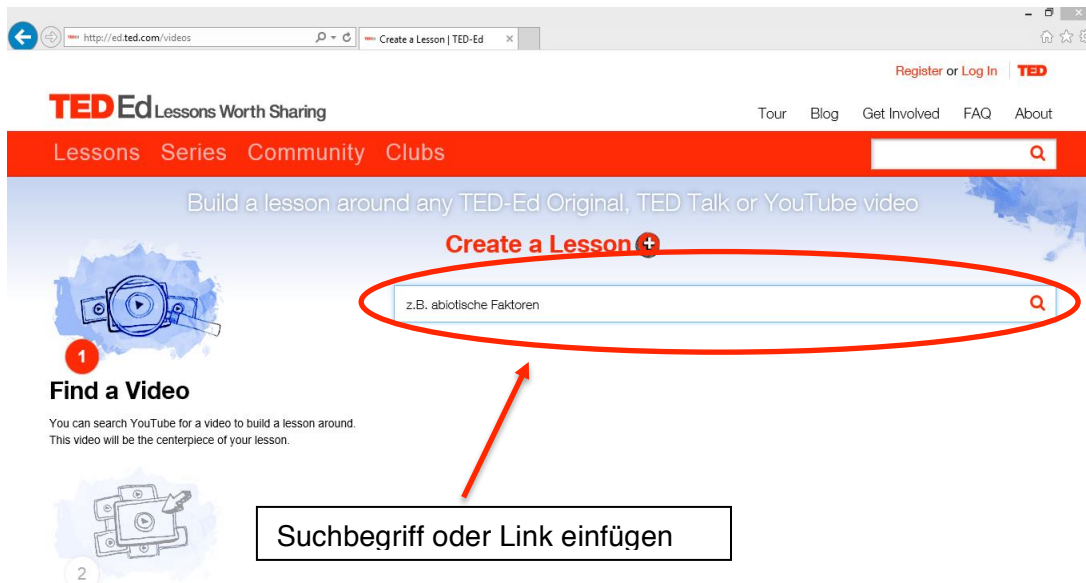 http://ed.ted.com/videos
Create a Lesson | TED-Ed
Register or Log In TED
TEDEd Lessons Worth Sharing
Tour Blog Get Involved FAQ About
Lessons Series Community Clubs
Build a lesson around any TED-Ed Original, TED Talk or YouTube video
Create a Lesson
z.B. abiotische Faktoren
1
Find a Video
You can search YouTube for a video to build a lesson around.
This video will be the centerpiece of your lesson.
Suchbegriff oder Link einfügen
2